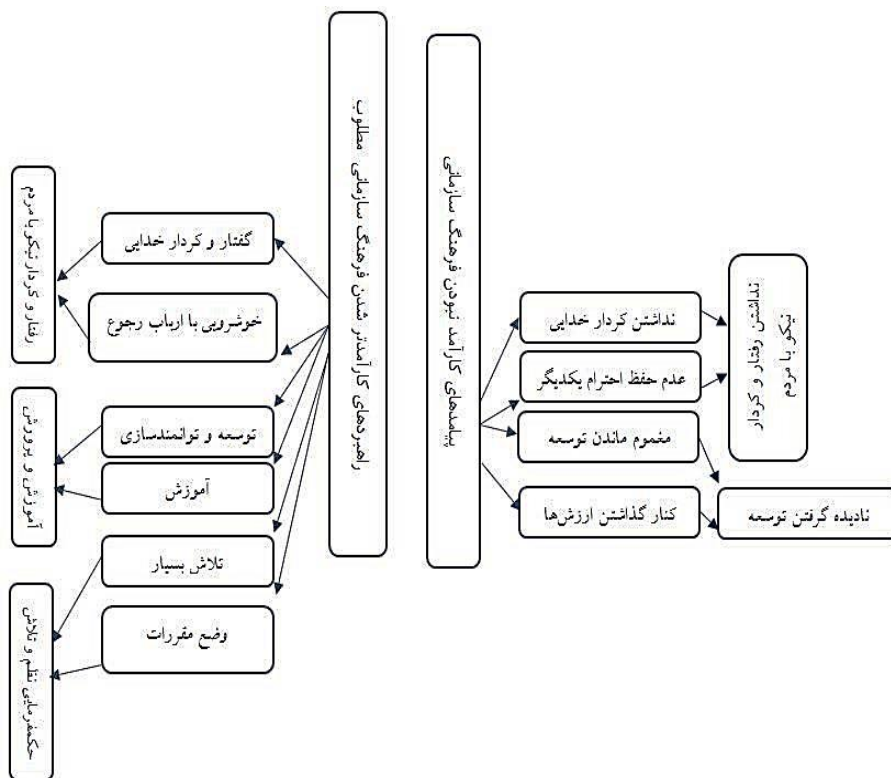 پیامدهای کارآمد نبودن فرهنگ سازمانی
نداشتن کردار خدایی
عدم حفظ احترام یکدیگر
مغموم ماندن توسعه
کنار گذاشتن ارزش‌ها
نداشتن رفتار و کردار
نیکو با مردم
نادیده گرفتن توسعه
راهبردهای کارآمدتر شدن فرهنگ سازمانی مطلوب
گفتار و کردار خدایی
خوشرویی با ارباب رجوع
توسعه و توانمندسازی
آموزش
تلاش بسیار
وضع مقررات
رفتار و کردار نیکو با مردم
آموزش و پرورش
حکمفرمایی نظم و تلاش